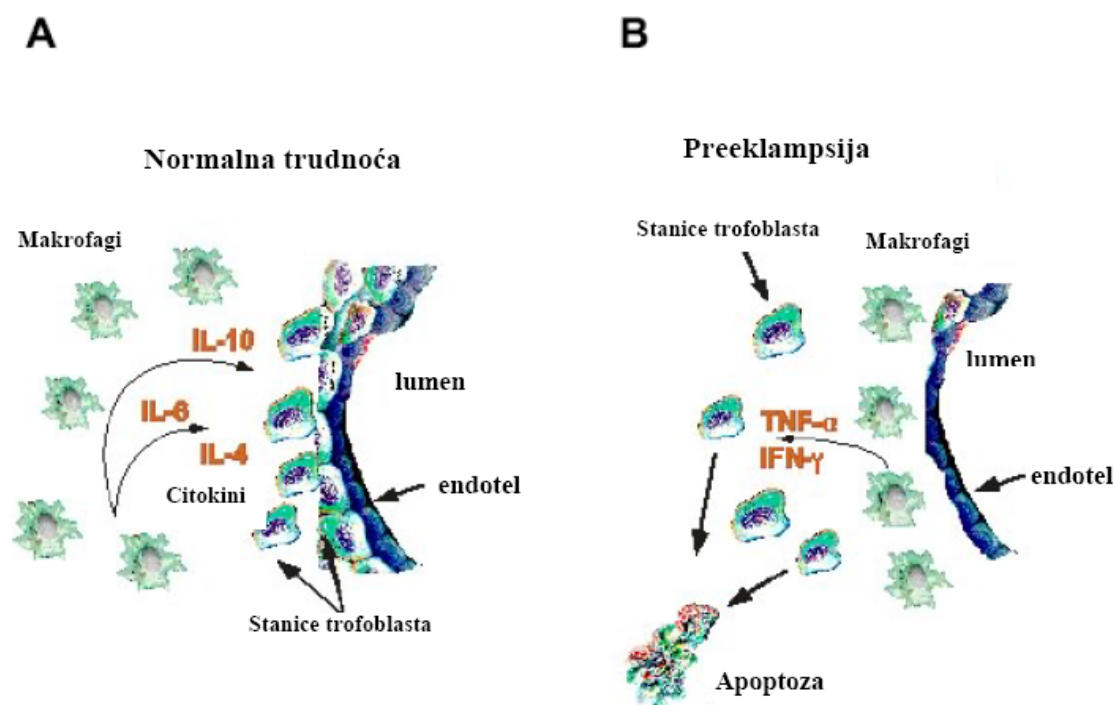 A
Normalna trudnoća
Makrofagi
IL-10
IL-6
IL-4
Citokini
lumen
endotel
Stanice trofoblasta
B
Preeklampsija
Stanice trofoblasta
Makrofagi
lumen
TNF-α
IFN-γ
endotel
Apoptoza